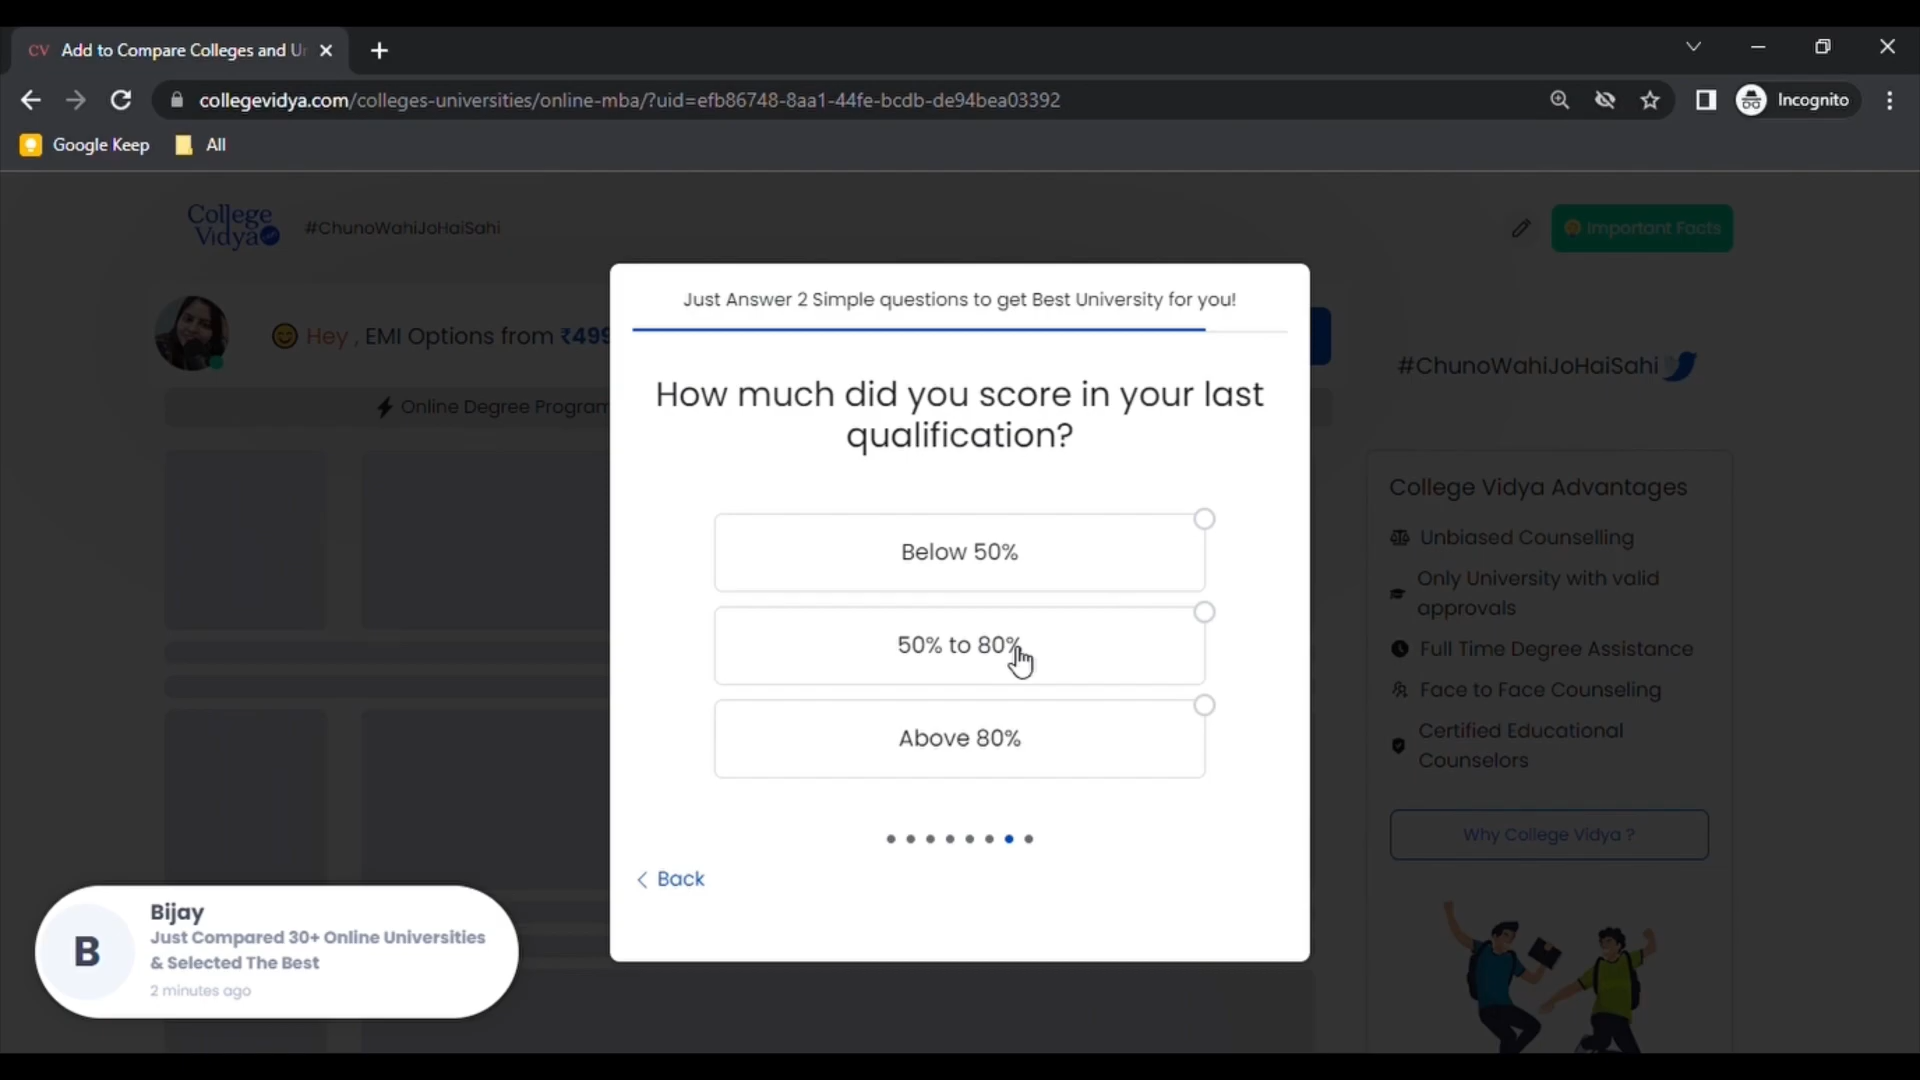 CV Add to Compare Colleges and Ur
collegevidya.com/colleges-universities/online-mba/?uid=efb86748-8aa1-44fe-bcdb-de94bea03392
Incognito
Google Keep
All
College
Vidya
#ChunoWahiJoHaiSahi
Important Facts
Just Answer 2 Simple questions to get Best University for you!
Hey , EMI Options from ₹499
#ChunoWahiJoHaiSahi
Online Degree Program
How much did you score in your last
qualification?
Below 50%
50% to 80%
Above 80%
Back
College Vidya Advantages
Unbiased Counselling
Only University with valid
approvals
Full Time Degree Assistance
Face to Face Counseling
Certified Educational
Counselors
Why College Vidya ?
B
Bijay
Just Compared 30+ Online Universities
& Selected The Best
2 minutes ago